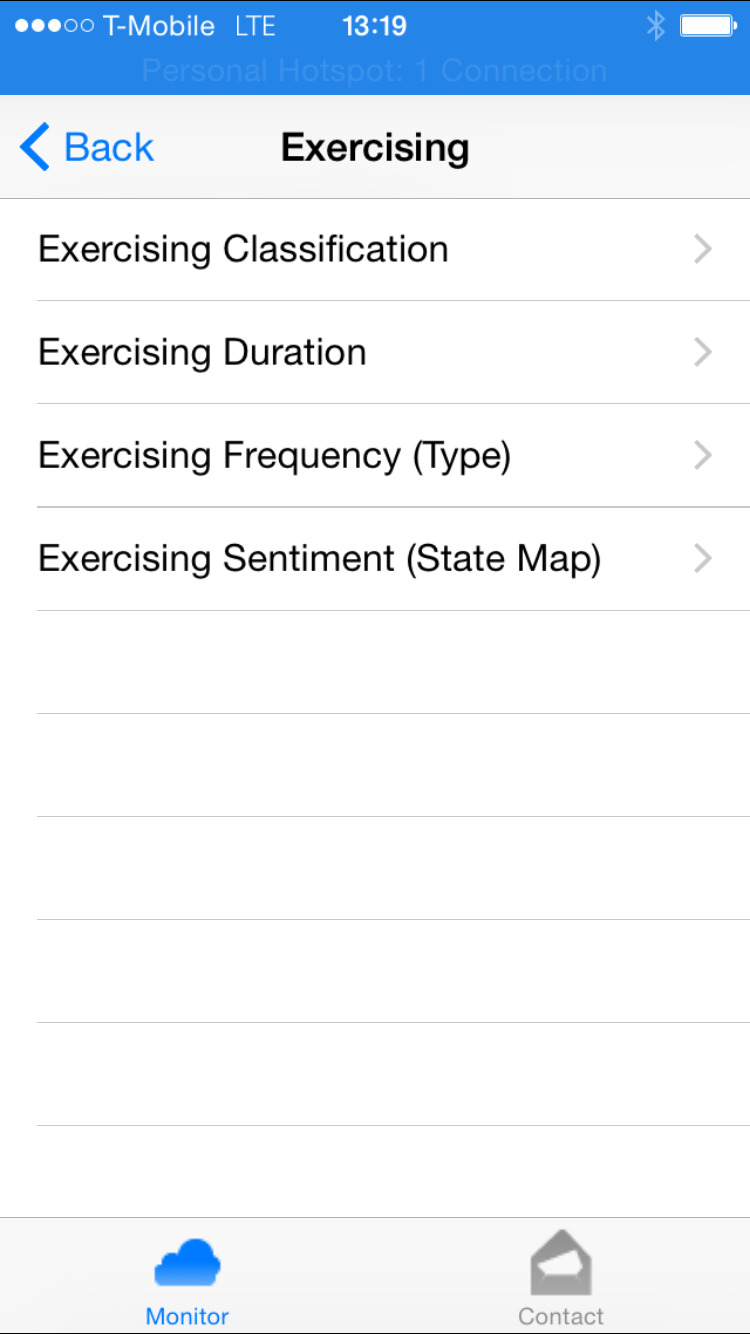 T-Mobile LTE 13:19
Personal Hotspot: 1 Connection
Back Exercising
Exercising Classification
Exercising Duration
Exercising Frequency (Type)
Exercising Sentiment (State Map)
Monitor Contact